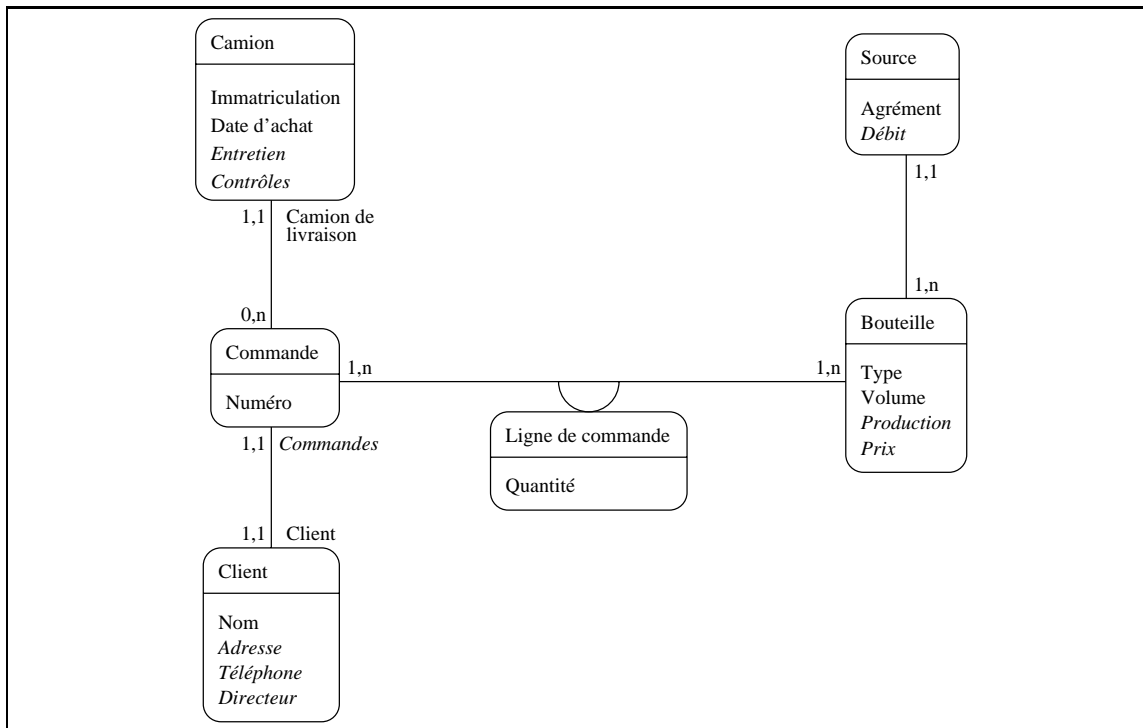 Camion
Immatriculation
Date d'achat
Entretien
Contrôles
1,1
Camion de
livraison
0,n
Commande
Numéro
1,n
1,1
Commandes
1,1
Client
Client
Nom
Adresse
Téléphone
Directeur
Ligne de commande
Quantité
Source
Agrément
Débit
1,1
1,n
1,n
Bouteille
Type
Volume
Production
Prix